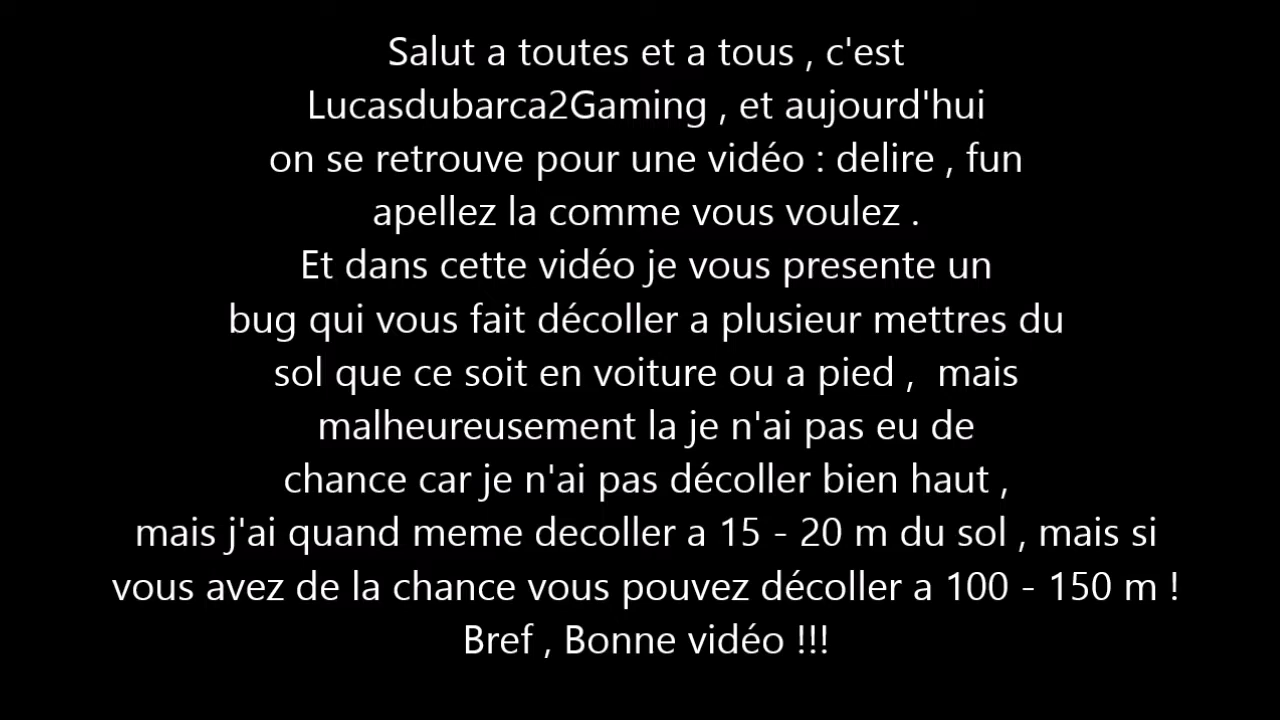 Salut a toutes et a tous , c'est
Lucasdubarca2Gaming , et aujourd'hui
on se retrouve pour une vidéo : delire , fun
apellez la comme vous voulez .
Et dans cette vidéo je vous presente un
bug qui vous fait décoller a plusieur mettres du
sol que ce soit en voiture ou a pied ,  mais
malheureusement la je n'ai pas eu de
chance car je n'ai pas décoller bien haut ,
mais j'ai quand meme decoller a 15 - 20 m du sol , mais si
vous avez de la chance vous pouvez décoller a 100 - 150 m !
Bref , Bonne vidéo !!!